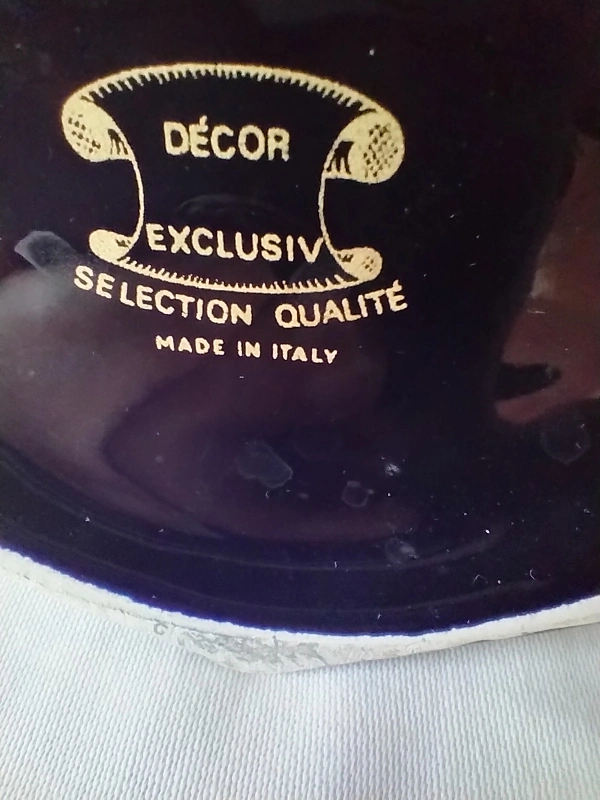 DÉCOR
EXCLUSIV
SELECTION QUALITÉ
MADE IN ITALY